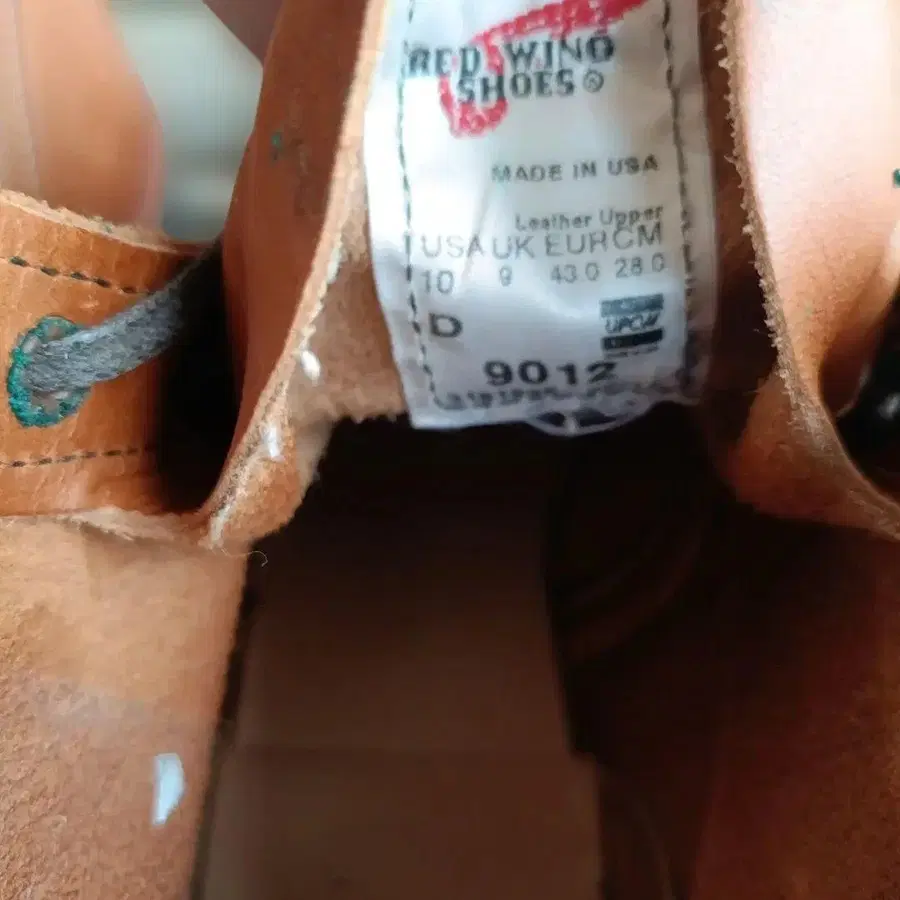 RED WING
SHOES®
MADE IN USA
Leather Upper
USA UK EUR CM
10 9 43.0 28.0
D
9012